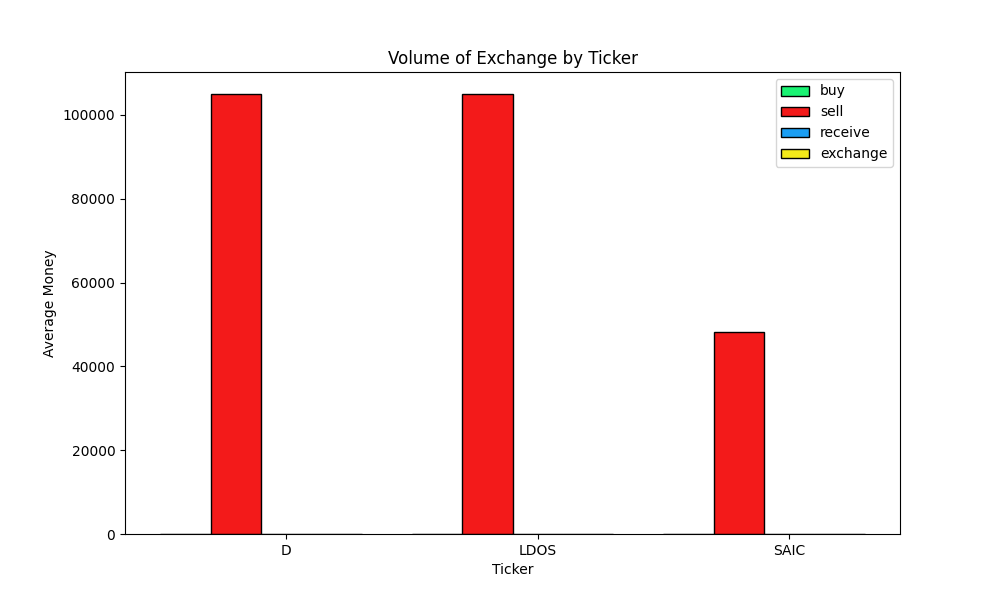 Volume of Exchange by Ticker
buy
sell
receive
exchange
100000
80000
60000
40000
20000
0
Average Money
D
LDOS
SAIC
Ticker